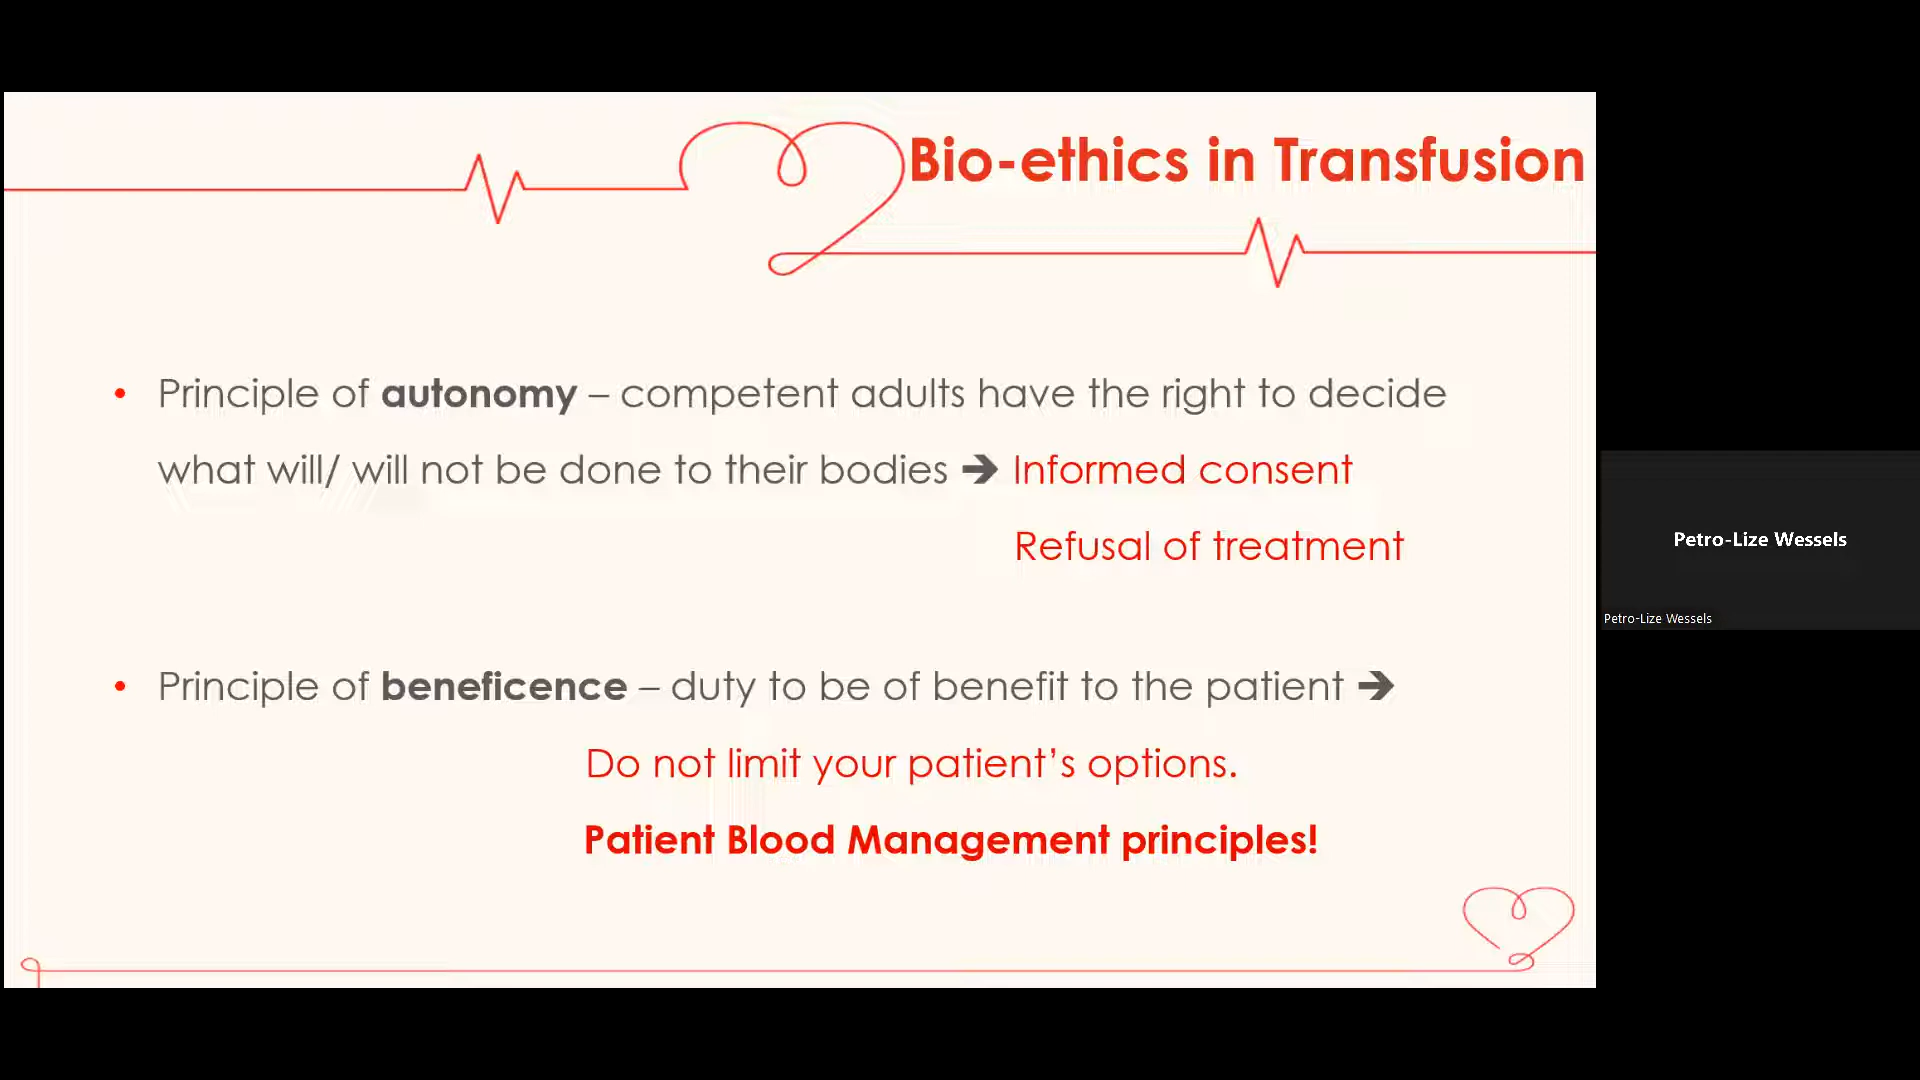 Bio-ethics in Transfusion
• Principle of autonomy – competent adults have the right to decide
what will/ will not be done to their bodies ➔ Informed consent
Refusal of treatment
• Principle of beneficence – duty to be of benefit to the patient ➔
Do not limit your patient’s options.
Patient Blood Management principles!
Petro-Lize Wessels
Petro-Lize Wessels